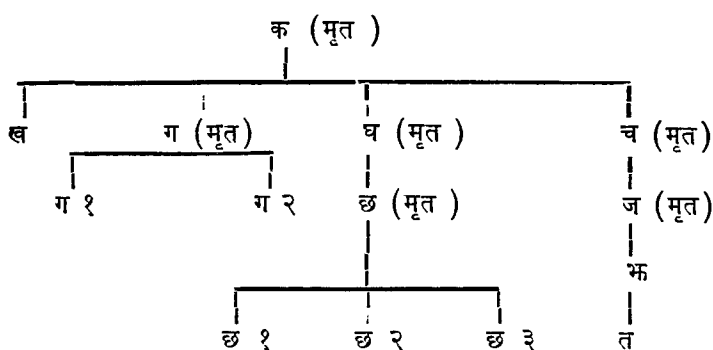 क (मृत )
ख ग (मृत) घ (मृत ) च (मृत)
ग १ ग २ छ (मृत ) ज (मृत)
झ
छ १ छ २ छ ३ त